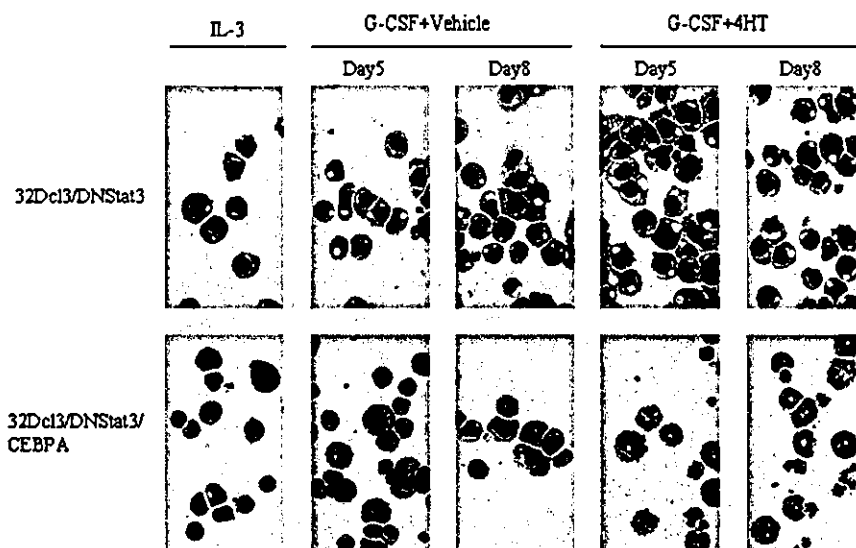 IL-3 G-CSF+Vehicle G-CSF+4HT
Day5 Day8 Day5 Day8
32Dcl3/DNStat3
32Dcl3/DNStat3/
CEBPA